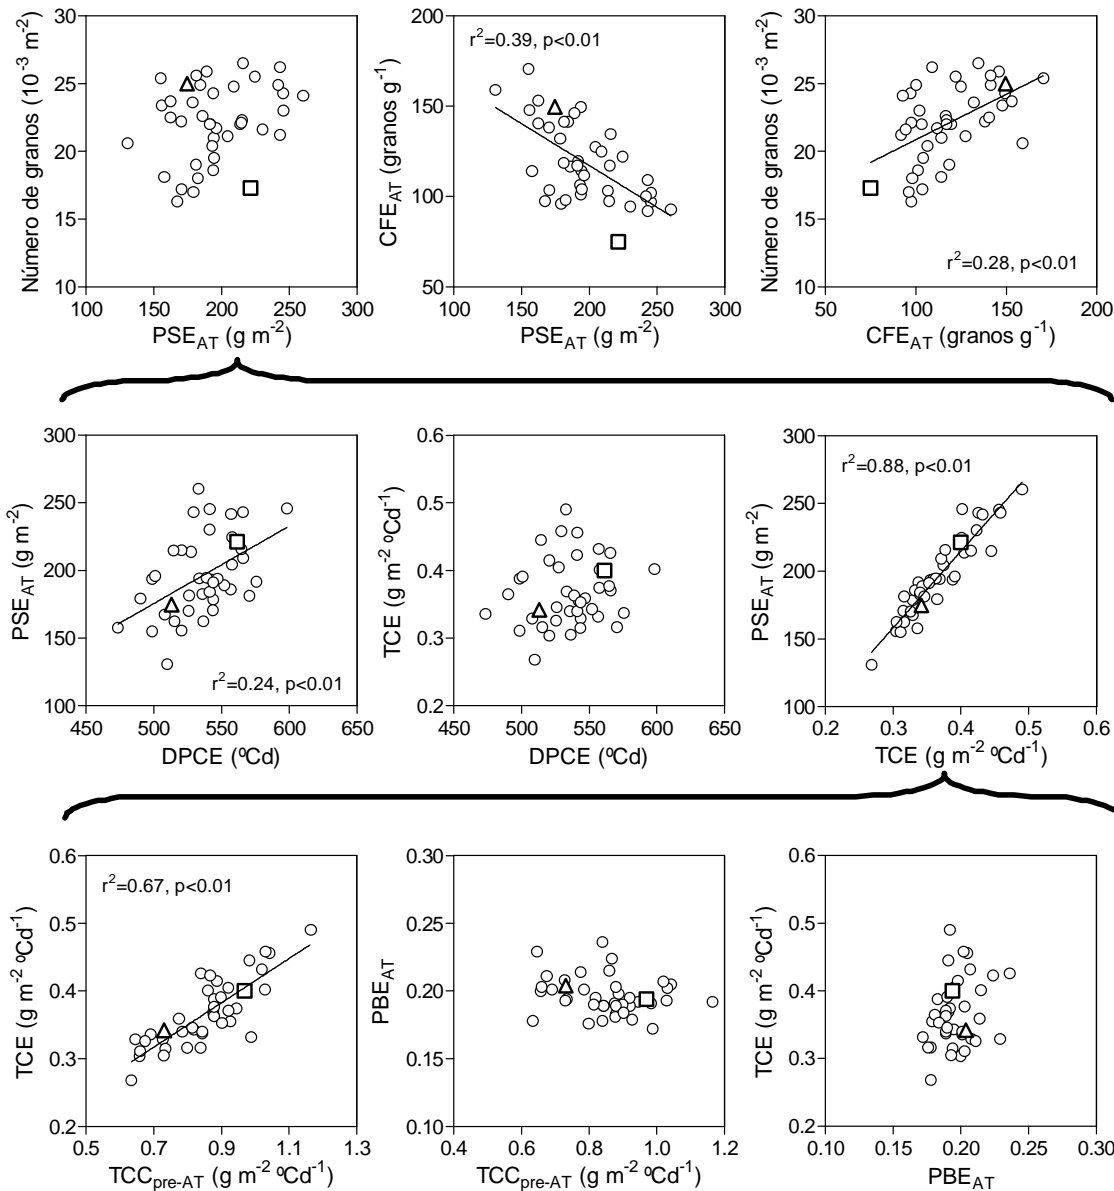 30
25
20
15
10
100 150 200 250 300
Número de granos (10⁻³ m⁻²)
PSE_AT (g m⁻²)
200
150
100
50
100 150 200 250 300
CFE_AT (granos g⁻¹)
PSE_AT (g m⁻²)
r²=0.39, p<0.01
30
25
20
15
10
50 100 150 200
Número de granos (10⁻³ m⁻²)
CFE_AT (granos g⁻¹)
r²=0.28, p<0.01
300
250
200
150
100
450 500 550 600 650
PSE_AT (g m⁻²)
DPCE (ºCd)
r²=0.24, p<0.01
0.6
0.5
0.4
0.3
0.2
450 500 550 600 650
TCE (g m⁻² ºCd⁻¹)
DPCE (ºCd)
300
250
200
150
100
0.2 0.3 0.4 0.5 0.6
PSE_AT (g m⁻²)
TCE (g m⁻² ºCd⁻¹)
r²=0.88, p<0.01
0.6
0.5
0.4
0.3
0.2
0.5 0.7 0.9 1.1 1.3
TCE (g m⁻² ºCd⁻¹)
TCC_pre-AT (g m⁻² ºCd⁻¹)
r²=0.67, p<0.01
0.30
0.25
0.20
0.15
0.10
0.4 0.6 0.8 1.0 1.2
PBE_AT
TCC_pre-AT (g m⁻² ºCd⁻¹)
0.6
0.5
0.4
0.3
0.2
0.10 0.15 0.20 0.25 0.30
TCE (g m⁻² ºCd⁻¹)
PBE_AT